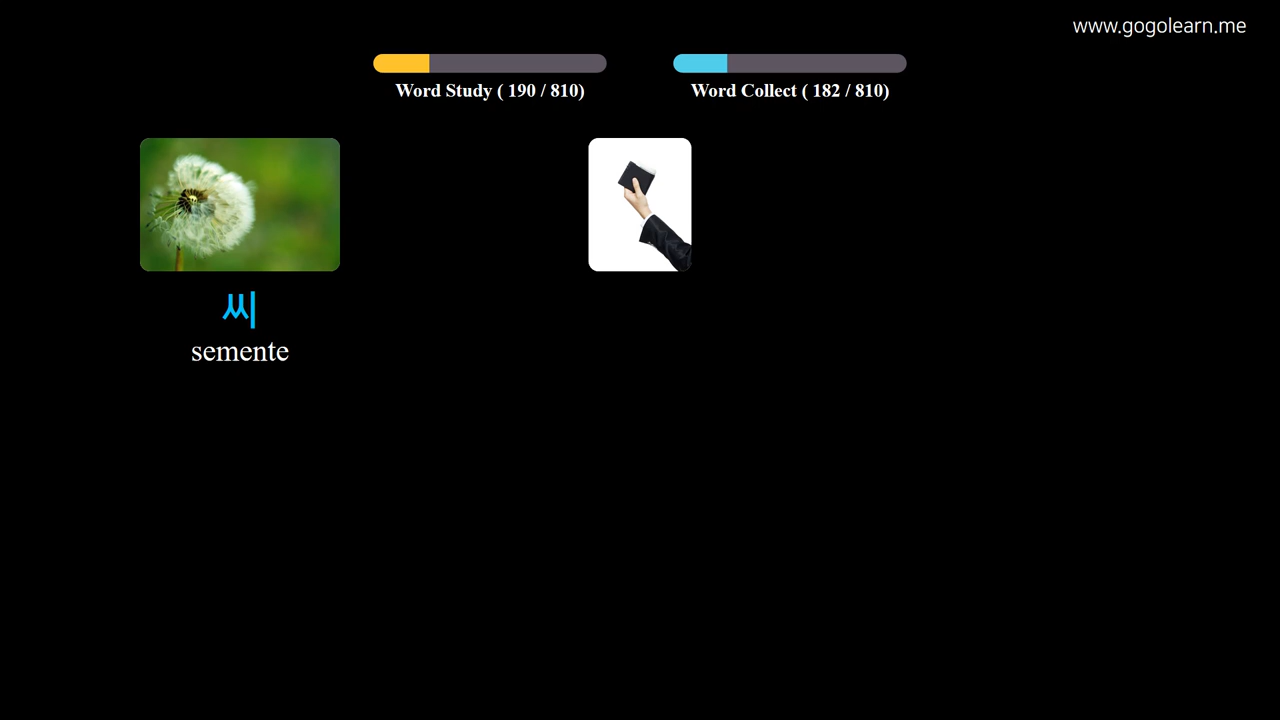 www.gogolearn.me
Word Study ( 190 / 810)
Word Collect ( 182 / 810)
씨
semente